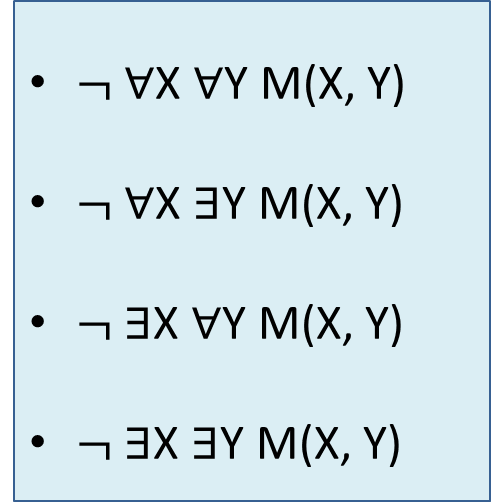 • ¬ ∀X ∀Y M(X, Y)
• ¬ ∀X ∃Y M(X, Y)
• ¬ ∃X ∀Y M(X, Y)
• ¬ ∃X ∃Y M(X, Y)